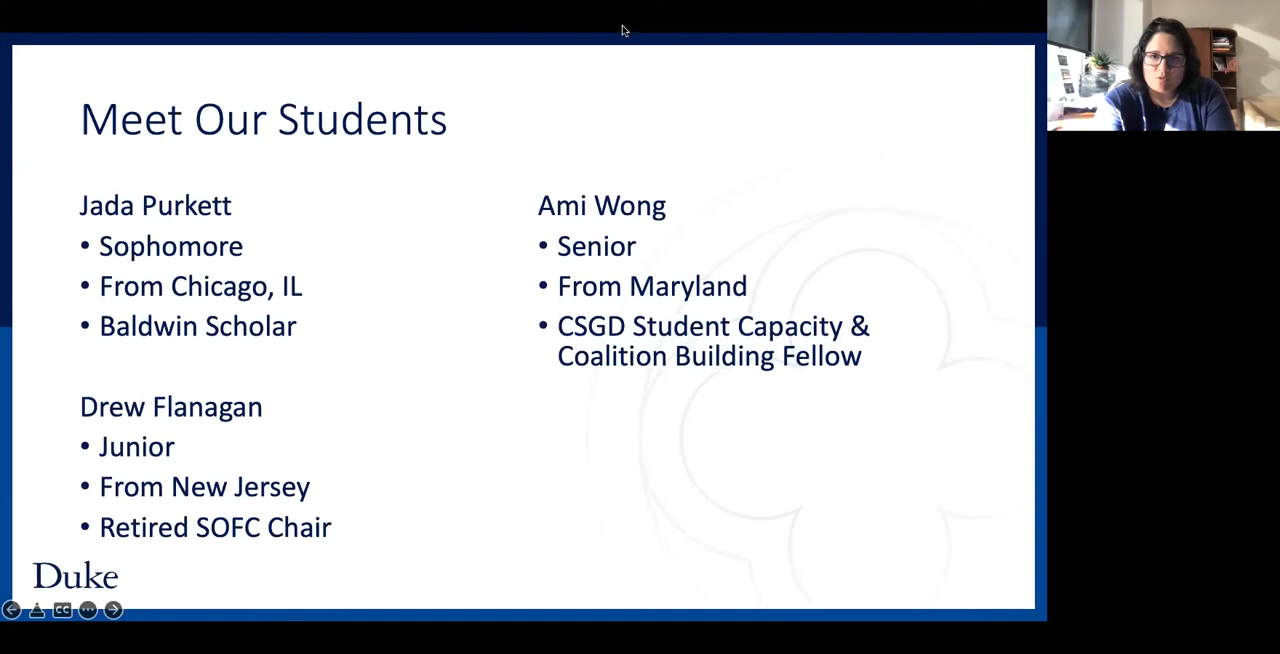 Meet Our Students
Jada Purkett
• Sophomore
• From Chicago, IL
• Baldwin Scholar
Drew Flanagan
• Junior
• From New Jersey
• Retired SOFC Chair
Ami Wong
• Senior
• From Maryland
• CSGD Student Capacity &
Coalition Building Fellow
Duke
CC